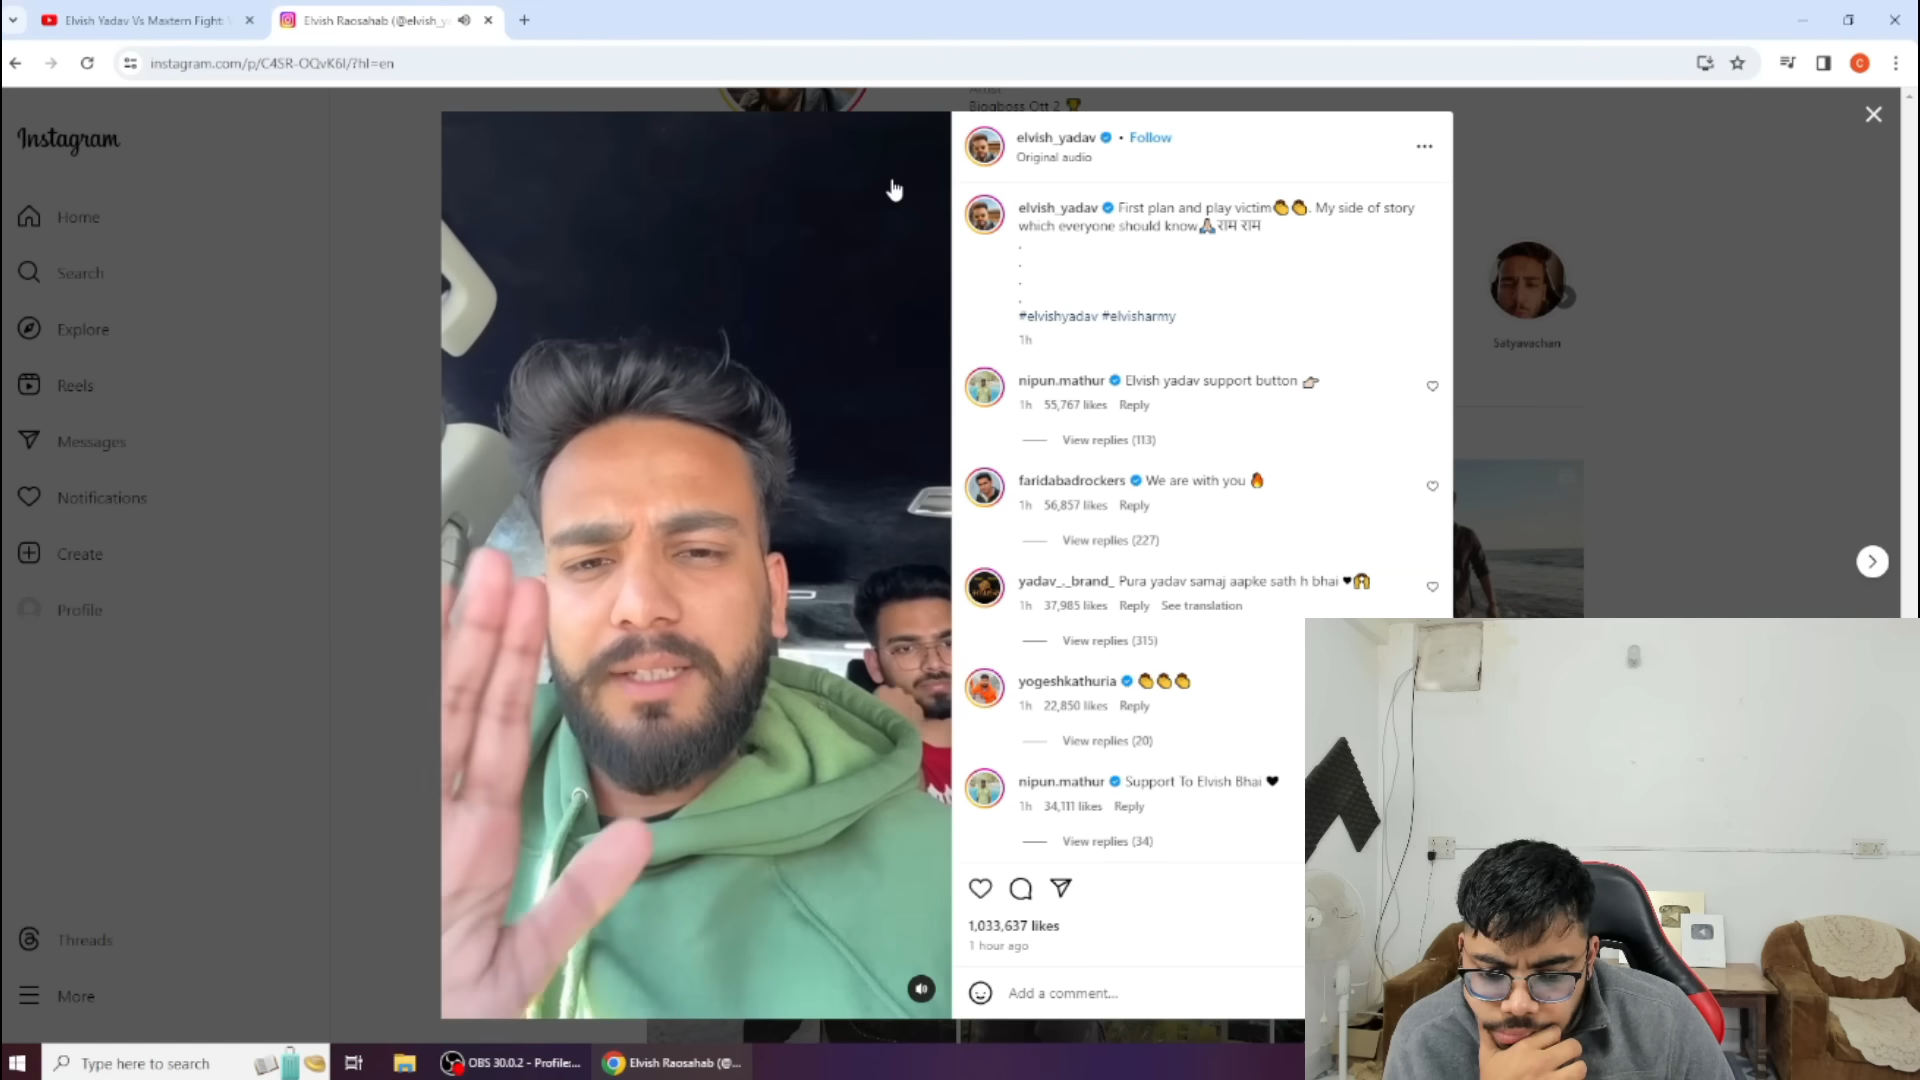 Elvish Yadav Vs Maxtern Fight:
Elvish Raosahab (@elvish_y
instagram.com/p/C4SR-OQvK6I/?hl=en
C
Biggboss Ott 2 🏆
Instagram
Home
Search
Explore
Reels
Messages
Notifications
Create
Profile
Threads
More
elvish_yadav • Follow
Original audio
elvish_yadav First plan and play victim👏👏. My side of story
which everyone should know🙏🏻राम राम
.
.
.
.
#elvishyadav #elvisharmy
1h
nipun.mathur Elvish yadav support button 👉🏻
1h 55,767 likes Reply
View replies (113)
faridabadrockers We are with you 🔥
1h 56,857 likes Reply
View replies (227)
yadav_._brand_ Pura yadav samaj aapke sath h bhai ♥🙌
1h 37,985 likes Reply See translation
View replies (315)
yogeshkathuria 👏👏👏
1h 22,850 likes Reply
View replies (20)
nipun.mathur Support To Elvish Bhai ♥
1h 34,111 likes Reply
View replies (34)
1,033,637 likes
1 hour ago
Add a comment...
Satyavachan
Type here to search
OBS 30.0.2 - Profile:...
Elvish Raosahab (@...